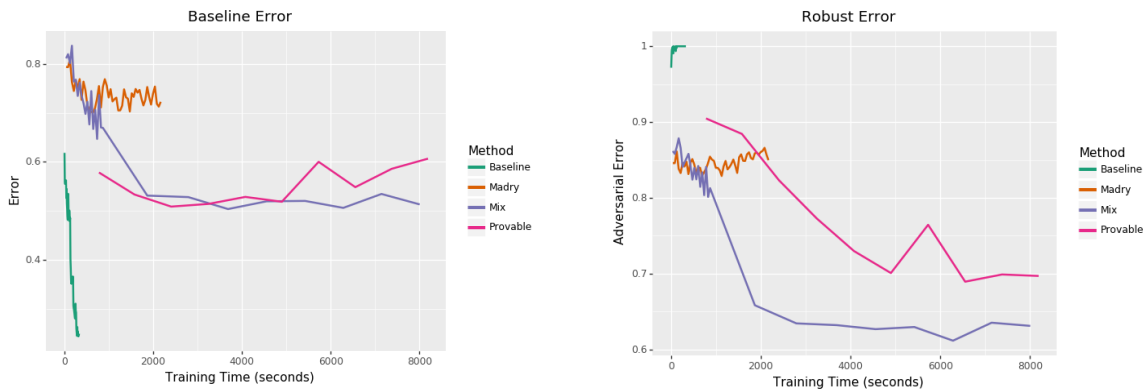 Baseline Error
0.8
0.6
0.4
Error
0
2000
4000
6000
8000
Training Time (seconds)
Method
Baseline
Madry
Mix
Provable
Robust Error
1
0.9
0.8
0.7
0.6
Adversarial Error
0
2000
4000
6000
8000
Training Time (seconds)
Method
Baseline
Madry
Mix
Provable